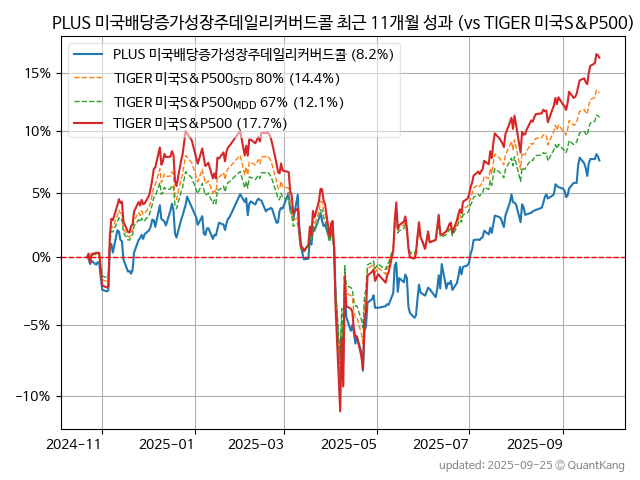 PLUS 미국배당증가성장주데일리커버드콜 최근 11개월 성과 (vs TIGER 미국S&P500)
PLUS 미국배당증가성장주데일리커버드콜 (8.2%)
TIGER 미국S&P500STD 80% (14.4%)
TIGER 미국S&P500MDD 67% (12.1%)
TIGER 미국S&P500 (17.7%)
15%
10%
5%
0%
−5%
−10%
2024-11
2025-01
2025-03
2025-05
2025-07
2025-09
updated: 2025-09-25 © QuantKang